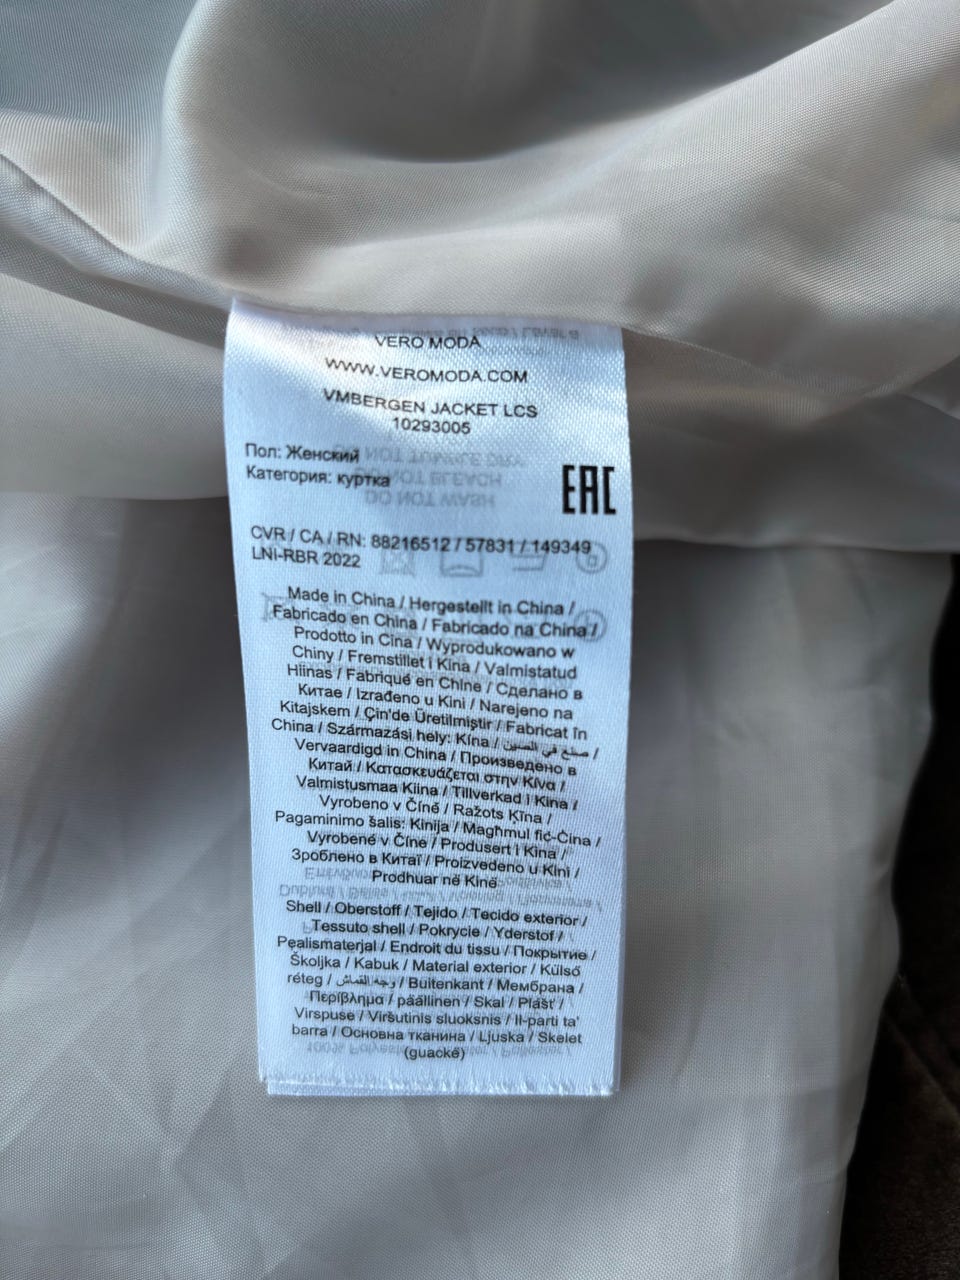 VERO MODA
WWW.VEROMODA.COM
VMBERGEN JACKET LCS
10293005
Пол: Женский
Категория: куртка
EAC
CVR / CA / RN: 88216512 / 57831 / 149349
LNI-RBR 2022
Made in China / Hergestellt in China /
Fabricado en China / Fabricado na China /
Prodotto in Cina / Wyprodukowano w
Chiny / Fremstillet i Kina / Valmistatud
Hiinas / Fabriqué en Chine / Сделано в
Китае / Izrađeno u Kini / Narejeno na
Kitajskem / Çin'de Üretilmiştir / Fabricat în
China / Származási hely: Kína / صنع في الصين /
Vervaardigd in China / Произведено в
Китай / Κατασκευάζεται στην Κίνα /
Valmistusmaa Kiina / Tillverkad i Kina /
Vyrobeno v Číně / Ražots Ķīna /
Pagaminimo šalis: Kinija / Magħmul fiċ-Ċina /
Vyrobené v Číne / Produsert i Kina /
Зроблено в Китаї / Proizvedeno u Kini /
Prodhuar në Kinë
Shell / Oberstoff / Tejido / Tecido exterior /
Tessuto shell / Pokrycie / Yderstof /
Pealismaterjal / Endroit du tissu / Покрытие /
Školjka / Kabuk / Material exterior / Külső
réteg / وجه القماش / Buitenkant / Мембрана /
Περίβλημα / päällinen / Skal / Plášť /
Virspuse / Viršutinis sluoksnis / Il-parti ta'
barra / Основна тканина / Ljuska / Skelet
(guackë)